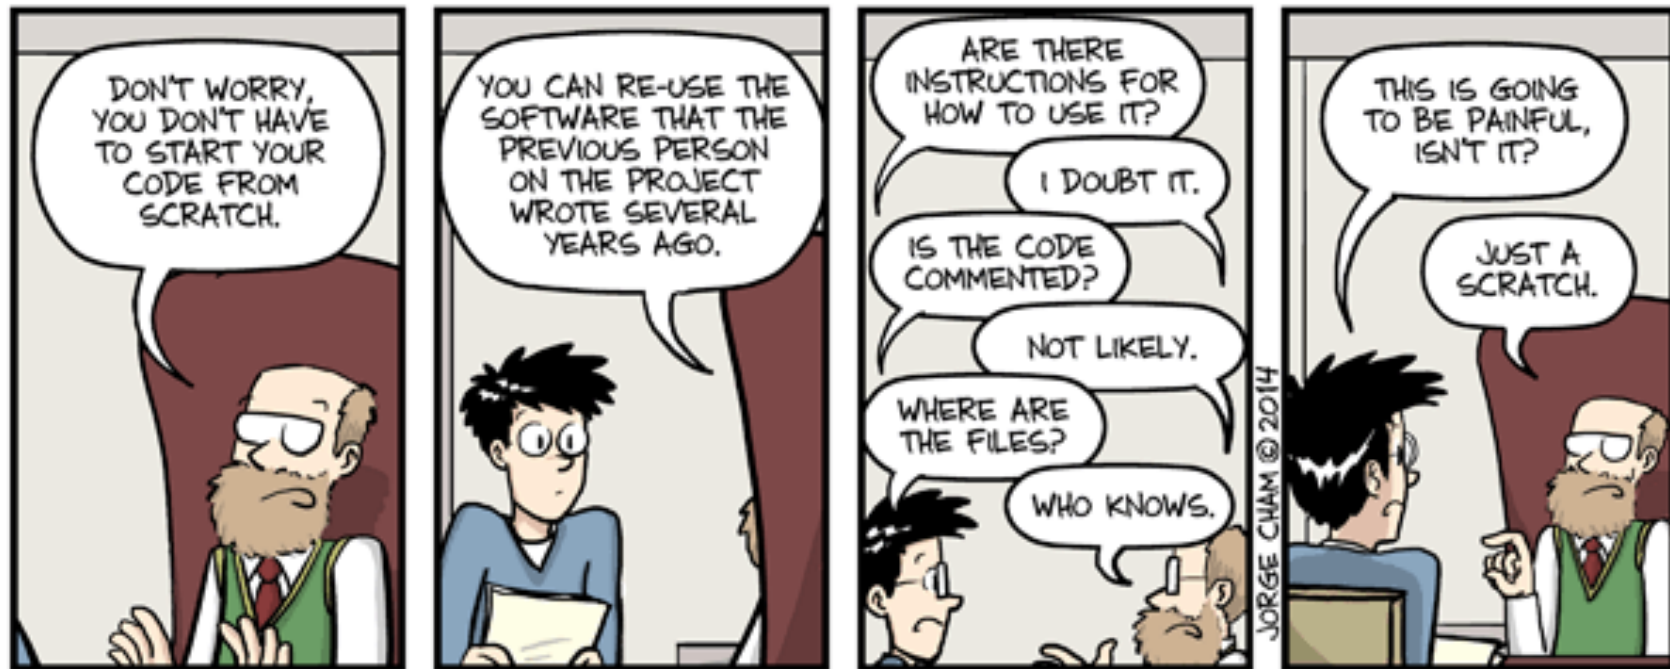 DON'T WORRY,
YOU DON'T HAVE
TO START YOUR
CODE FROM
SCRATCH.
YOU CAN RE-USE THE
SOFTWARE THAT THE
PREVIOUS PERSON
ON THE PROJECT
WROTE SEVERAL
YEARS AGO.
ARE THERE
INSTRUCTIONS FOR
HOW TO USE IT?
I DOUBT IT.
IS THE CODE
COMMENTED?
NOT LIKELY.
WHERE ARE
THE FILES?
WHO KNOWS.
JORGE CHAM © 2014
THIS IS GOING
TO BE PAINFUL,
ISN'T IT?
JUST A
SCRATCH.